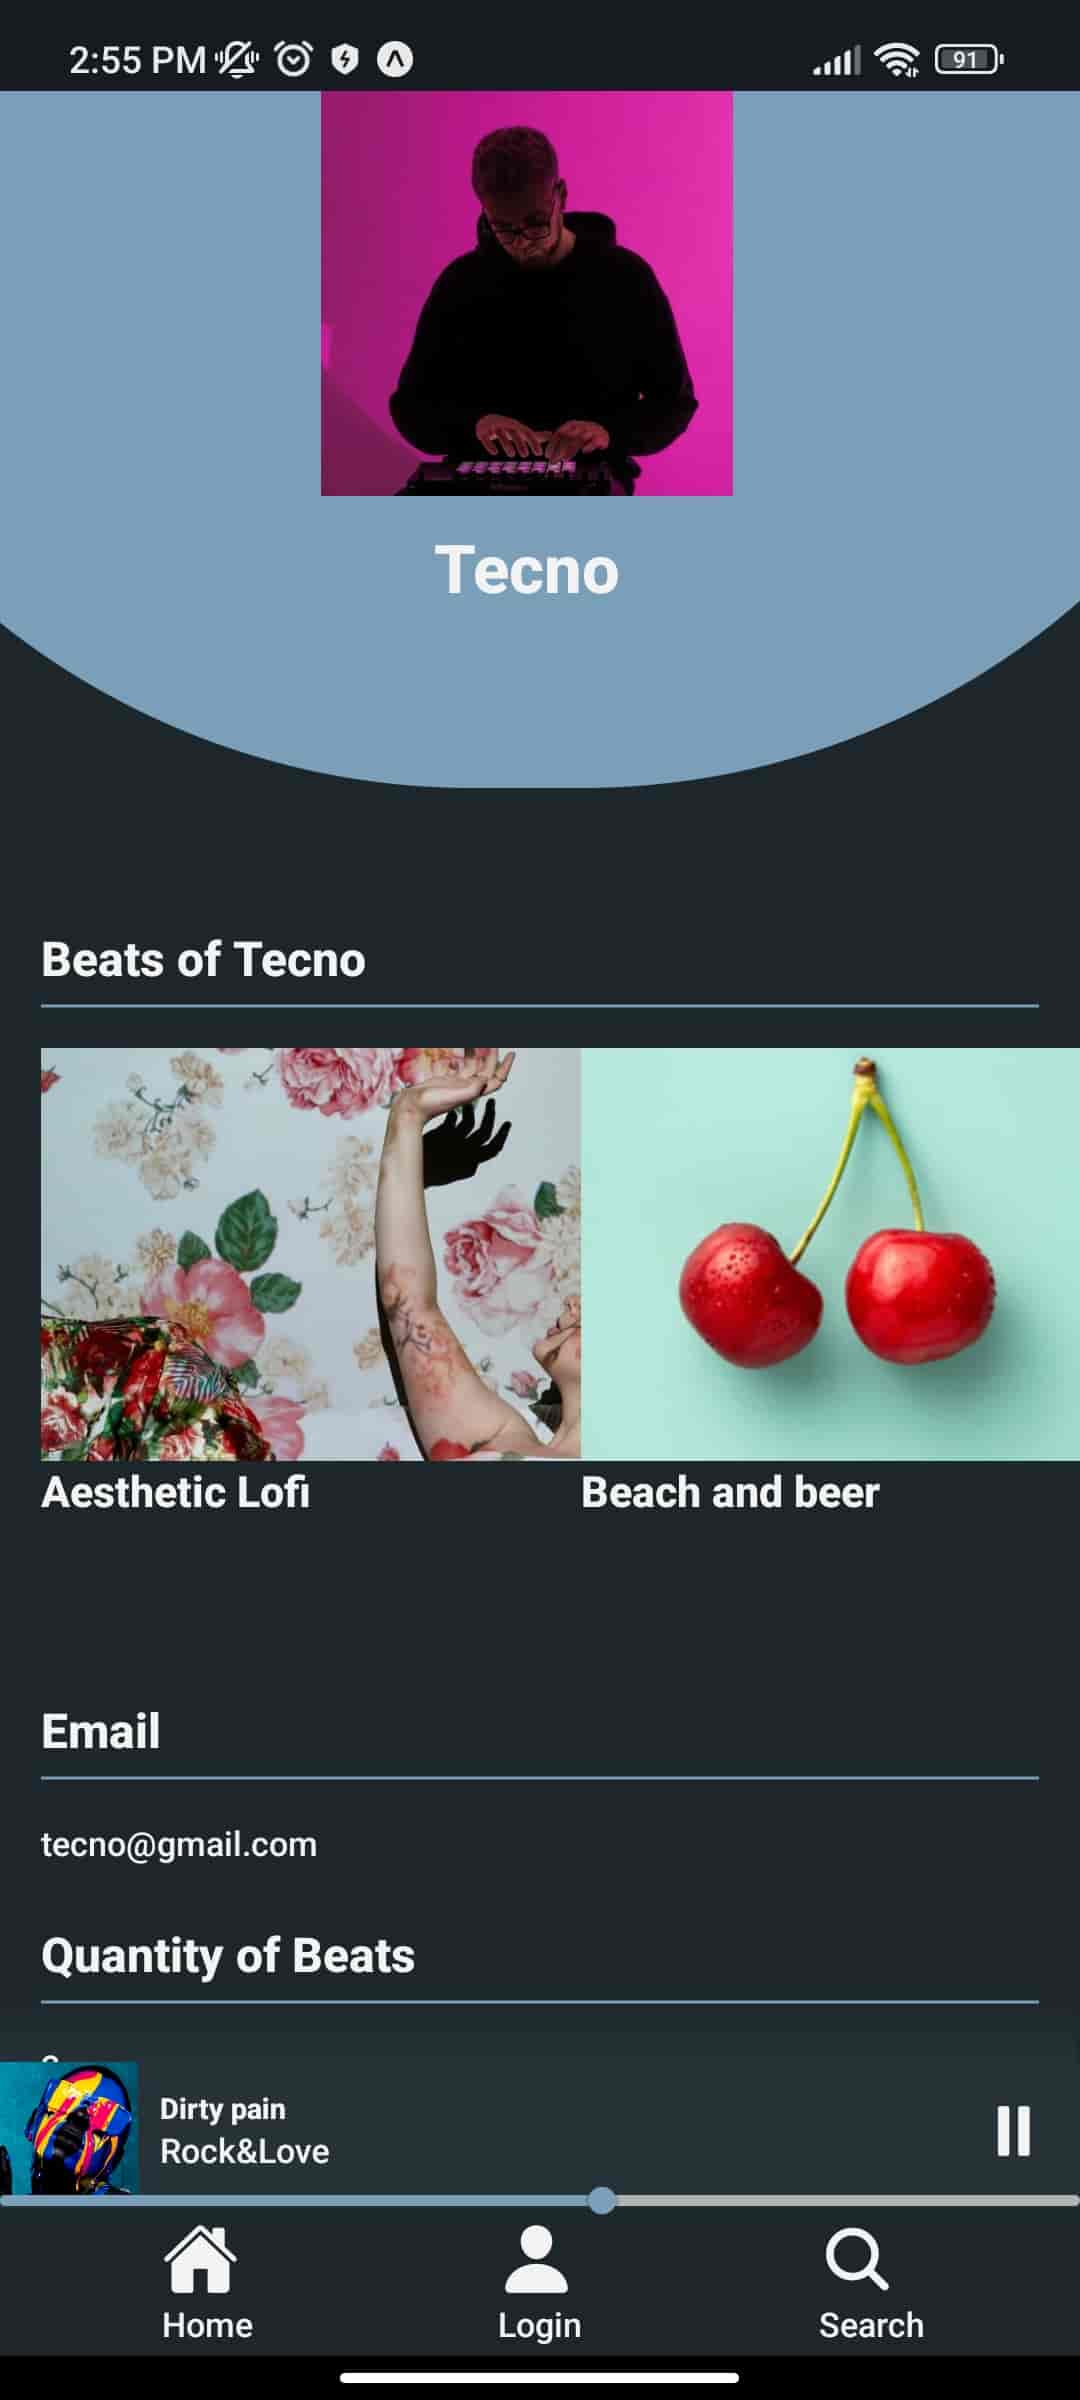 2:55 PM
91
Tecno
Beats of Tecno
Aesthetic Lofi
Beach and beer
Email
tecno@gmail.com
Quantity of Beats
Dirty pain
Rock&Love
Home
Login
Search